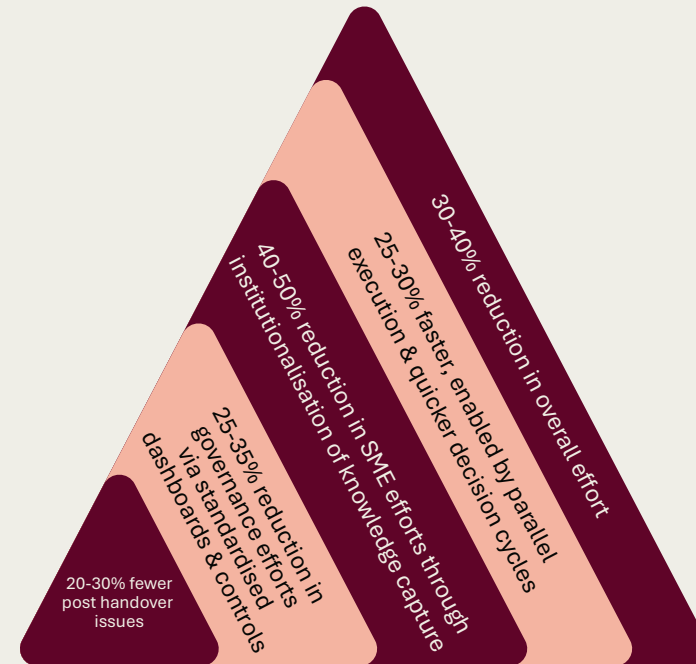 30-40% reduction in overall effort
25-30% faster, enabled by parallel
execution & quicker decision cycles
40-50% reduction in SME efforts through
institutionalisation of knowledge capture
25-35% reduction in
governance efforts
via standardised
dashboards & controls
20-30% fewer
post handover
issues